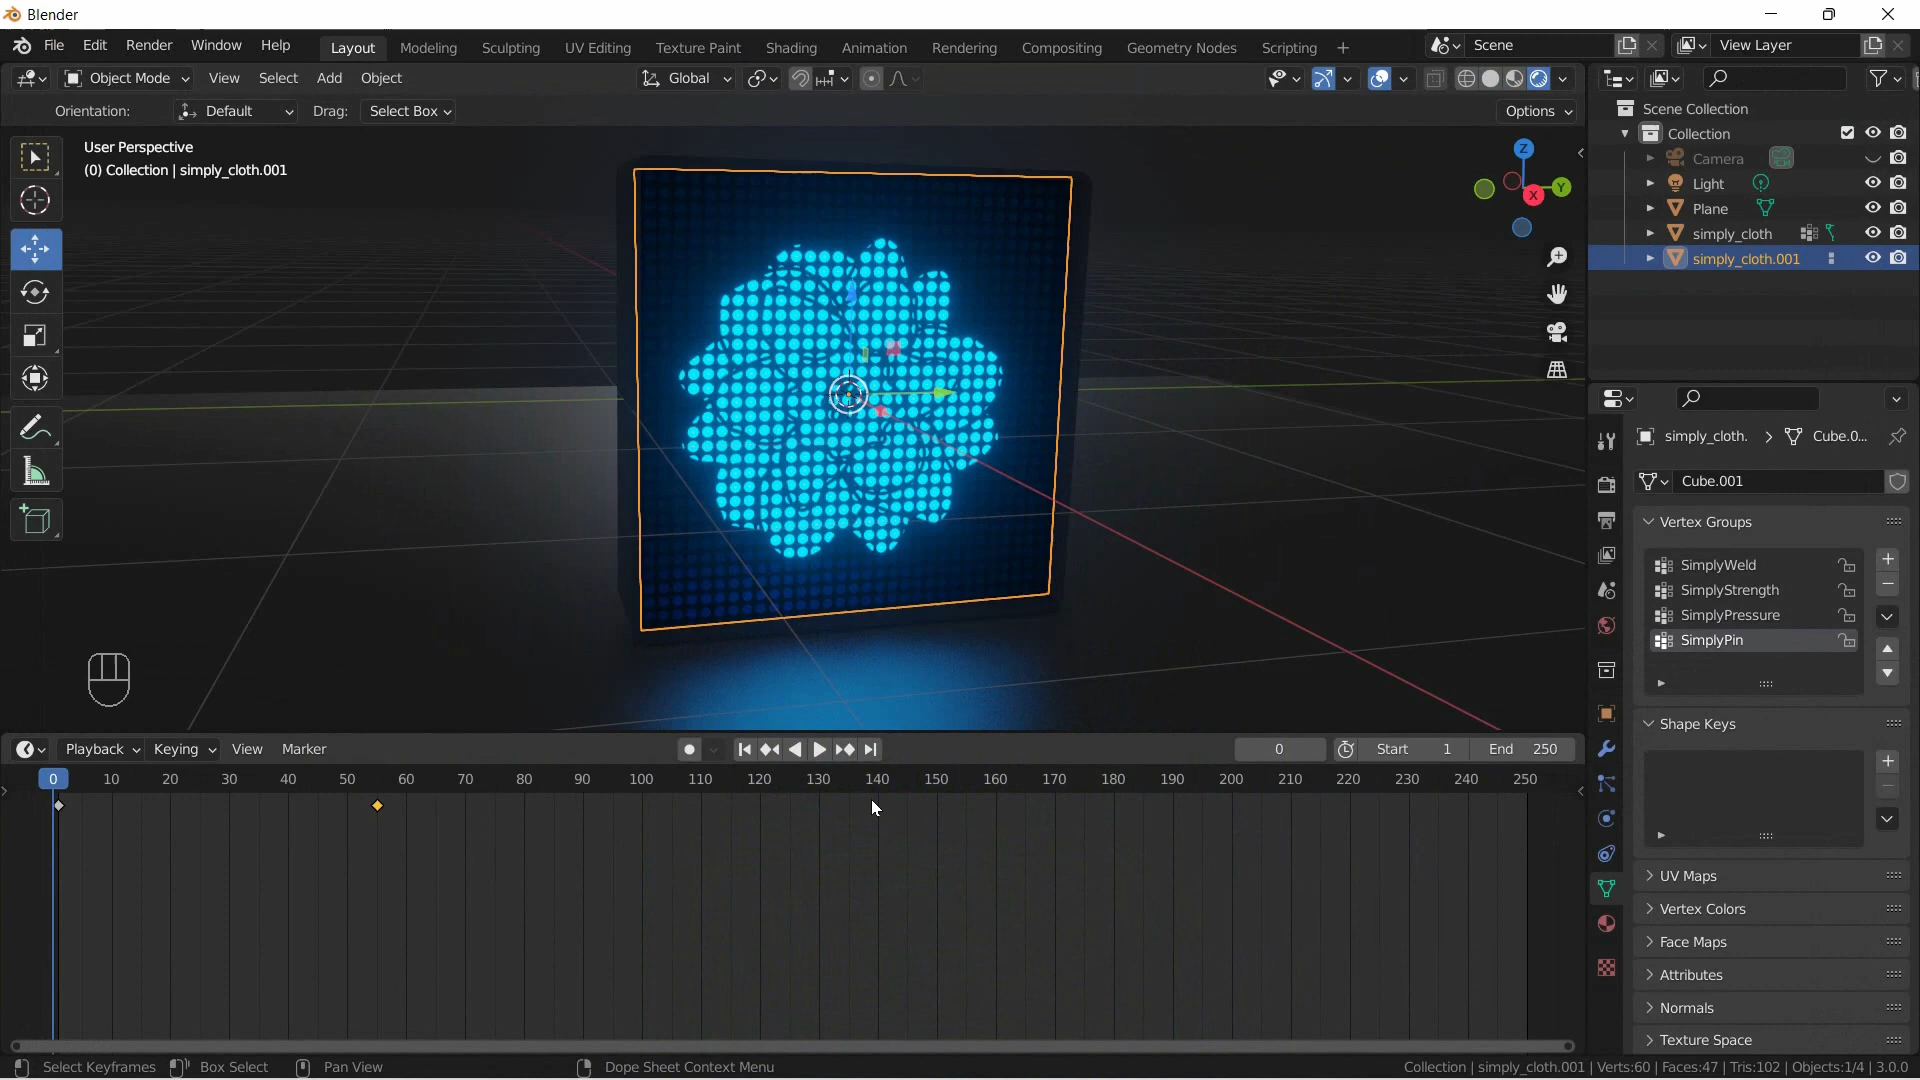 Blender
File Edit Render Window Help Layout Modeling Sculpting UV Editing Texture Paint Shading Animation Rendering Compositing Geometry Nodes Scripting + Scene View Layer
Object Mode View Select Add Object Global
Orientation: Default Drag: Select Box Options
User Perspective
(0) Collection | simply_cloth.001
Z
Y
X
Scene Collection
Collection
Camera
Light
Plane
simply_cloth
simply_cloth.001
simply_cloth. > Cube.0...
Cube.001
Vertex Groups
SimplyWeld
SimplyStrength
SimplyPressure
SimplyPin
Shape Keys
UV Maps
Vertex Colors
Face Maps
Attributes
Normals
Texture Space
Playback Keying View Marker 0 Start 1 End 250
0 10 20 30 40 50 60 70 80 90 100 110 120 130 140 150 160 170 180 190 200 210 220 230 240 250
Select Keyframes Box Select Pan View Dope Sheet Context Menu Collection | simply_cloth.001 | Verts:60 | Faces:47 | Tris:102 | Objects:1/4 | 3.0.0